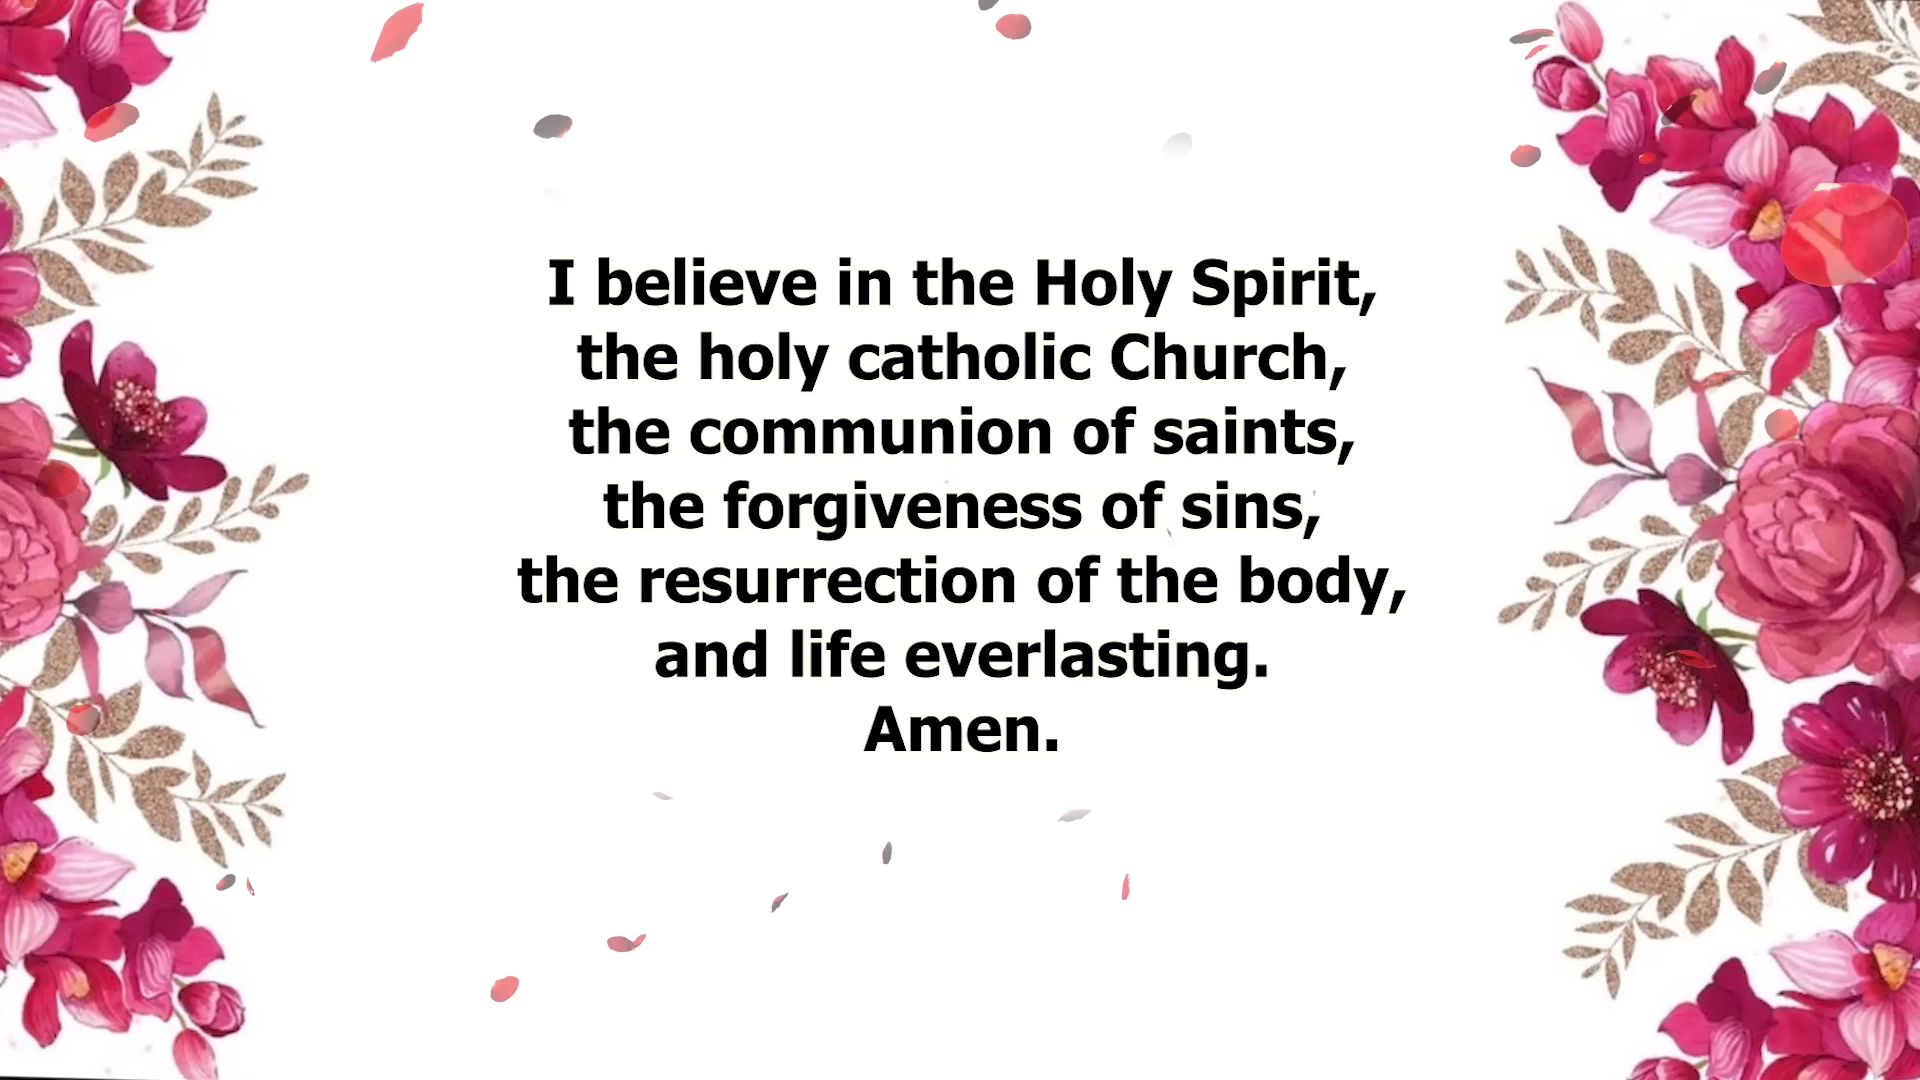 I believe in the Holy Spirit,
the holy catholic Church,
the communion of saints,
the forgiveness of sins,
the resurrection of the body,
and life everlasting.
Amen.